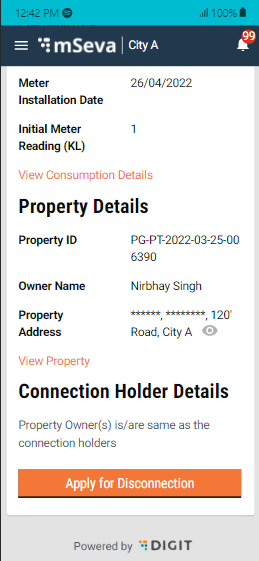 12:42 PM 100%
mSeva City A 99
Meter 26/04/2022
Installation Date
Initial Meter 1
Reading (KL)
View Consumption Details
Property Details
Property ID PG-PT-2022-03-25-00
6390
Owner Name Nirbhay Singh
Property ******, ********, 120'
Address Road, City A
View Property
Connection Holder Details
Property Owner(s) is/are same as the
connection holders
Apply for Disconnection
Powered by DIGIT